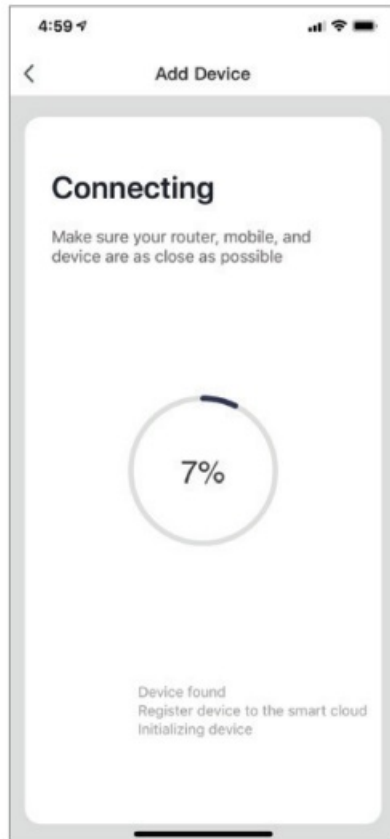 4:59
Add Device
Connecting
Make sure your router, mobile, and
device are as close as possible
7%
Device found
Register device to the smart cloud
Initializing device